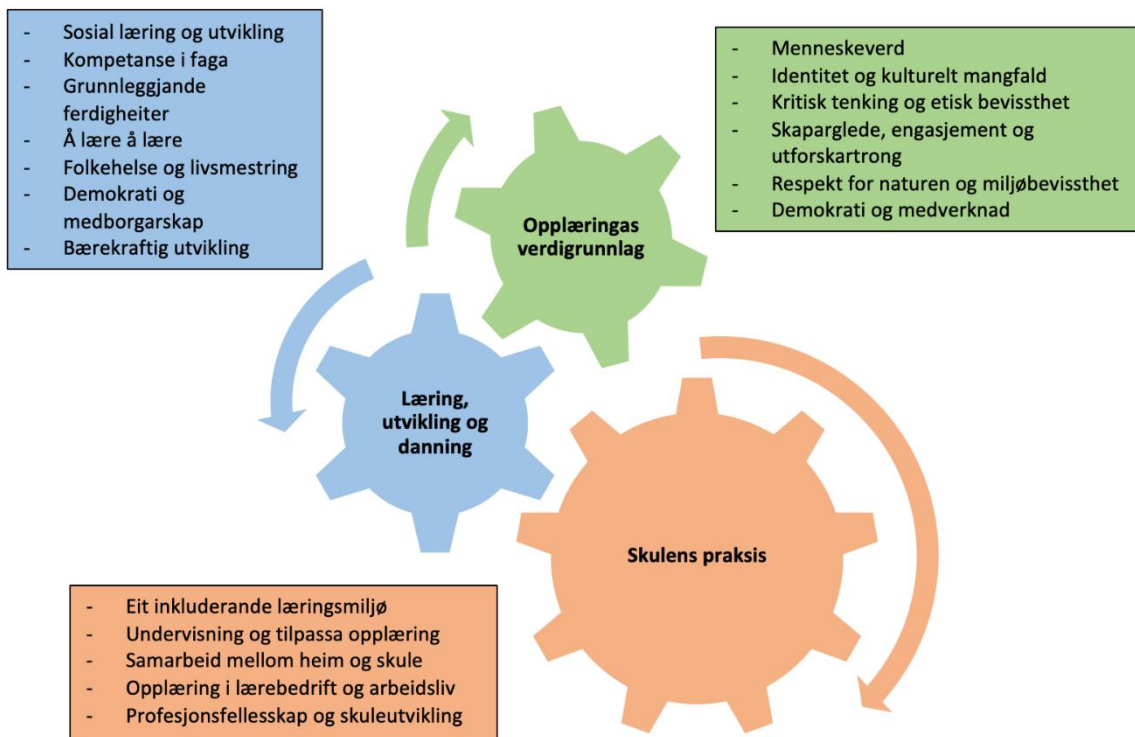 - Sosial læring og utvikling
- Kompetanse i faga
- Grunnleggjande
ferdigheiter
- Å lære å lære
- Folkehelse og livsmestring
- Demokrati og
medborgarskap
- Bærekraftig utvikling
- Menneskeverd
- Identitet og kulturelt mangfald
- Kritisk tenking og etisk bevissthet
- Skaparglede, engasjement og
utforskartrong
- Respekt for naturen og miljøbevissthet
- Demokrati og medverknad
Opplæringas
verdigrunnlag
Læring,
utvikling og
danning
Skulens praksis
- Eit inkluderande læringsmiljø
- Undervisning og tilpassa opplæring
- Samarbeid mellom heim og skule
- Opplæring i lærebedrift og arbeidsliv
- Profesjonsfellesskap og skuleutvikling